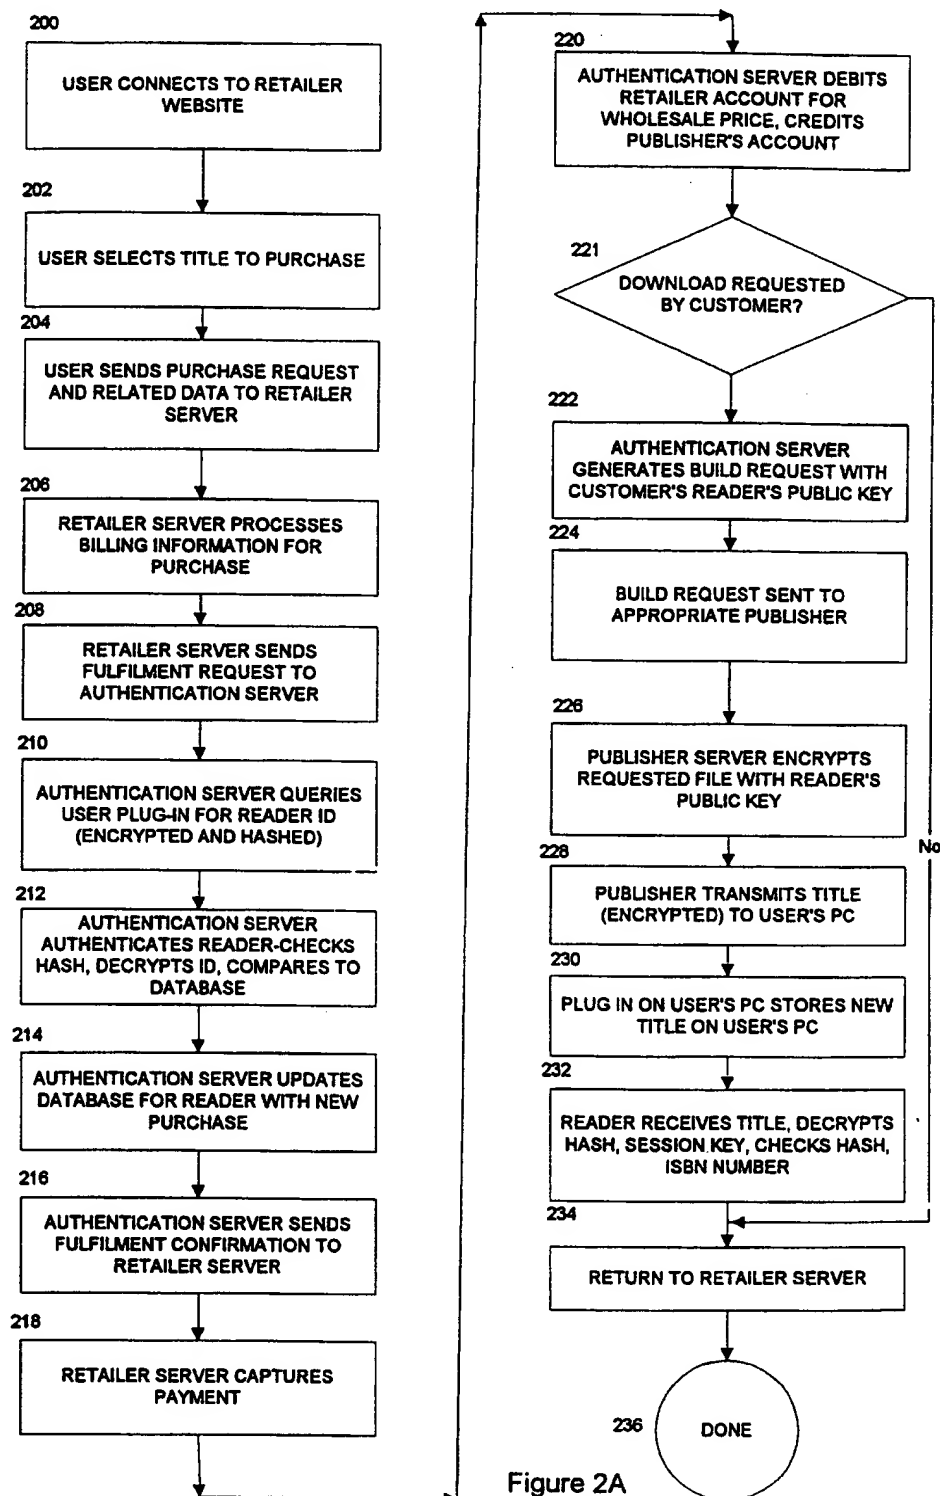 200
USER CONNECTS TO RETAILER
WEBSITE
202
USER SELECTS TITLE TO PURCHASE
204
USER SENDS PURCHASE REQUEST
AND RELATED DATA TO RETAILER
SERVER
206
RETAILER SERVER PROCESSES
BILLING INFORMATION FOR
PURCHASE
208
RETAILER SERVER SENDS
FULFILMENT REQUEST TO
AUTHENTICATION SERVER
210
AUTHENTICATION SERVER QUERIES
USER PLUG-IN FOR READER ID
(ENCRYPTED AND HASHED)
212
AUTHENTICATION SERVER
AUTHENTICATES READER-CHECKS
HASH, DECRYPTS ID, COMPARES TO
DATABASE
214
AUTHENTICATION SERVER UPDATES
DATABASE FOR READER WITH NEW
PURCHASE
216
AUTHENTICATION SERVER SENDS
FULFILMENT CONFIRMATION TO
RETAILER SERVER
218
RETAILER SERVER CAPTURES
PAYMENT
220
AUTHENTICATION SERVER DEBITS
RETAILER ACCOUNT FOR
WHOLESALE PRICE, CREDITS
PUBLISHER'S ACCOUNT
221
DOWNLOAD REQUESTED
BY CUSTOMER?
222
AUTHENTICATION SERVER
GENERATES BUILD REQUEST WITH
CUSTOMER'S READER'S PUBLIC KEY
224
BUILD REQUEST SENT TO
APPROPRIATE PUBLISHER
226
PUBLISHER SERVER ENCRYPTS
REQUESTED FILE WITH READER'S
PUBLIC KEY
No
228
PUBLISHER TRANSMITS TITLE
(ENCRYPTED) TO USER'S PC
230
PLUG IN ON USER'S PC STORES NEW
TITLE ON USER'S PC
232
READER RECEIVES TITLE, DECRYPTS
HASH, SESSION KEY, CHECKS HASH,
ISBN NUMBER
234
RETURN TO RETAILER SERVER
236
DONE
Figure 2A